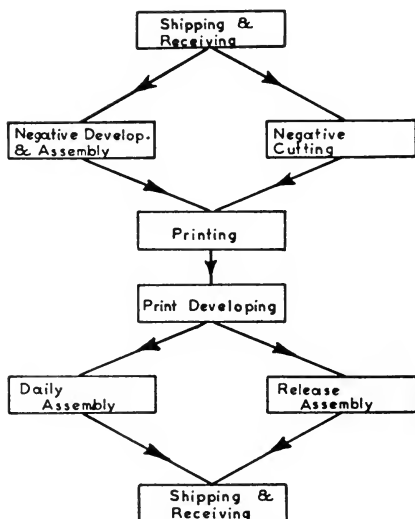 Shipping &
Receiving
Negative Develop.
& Assembly
Negative
Cutting
Printing
Print Developing
Daily
Assembly
Release
Assembly
Shipping &
Receiving